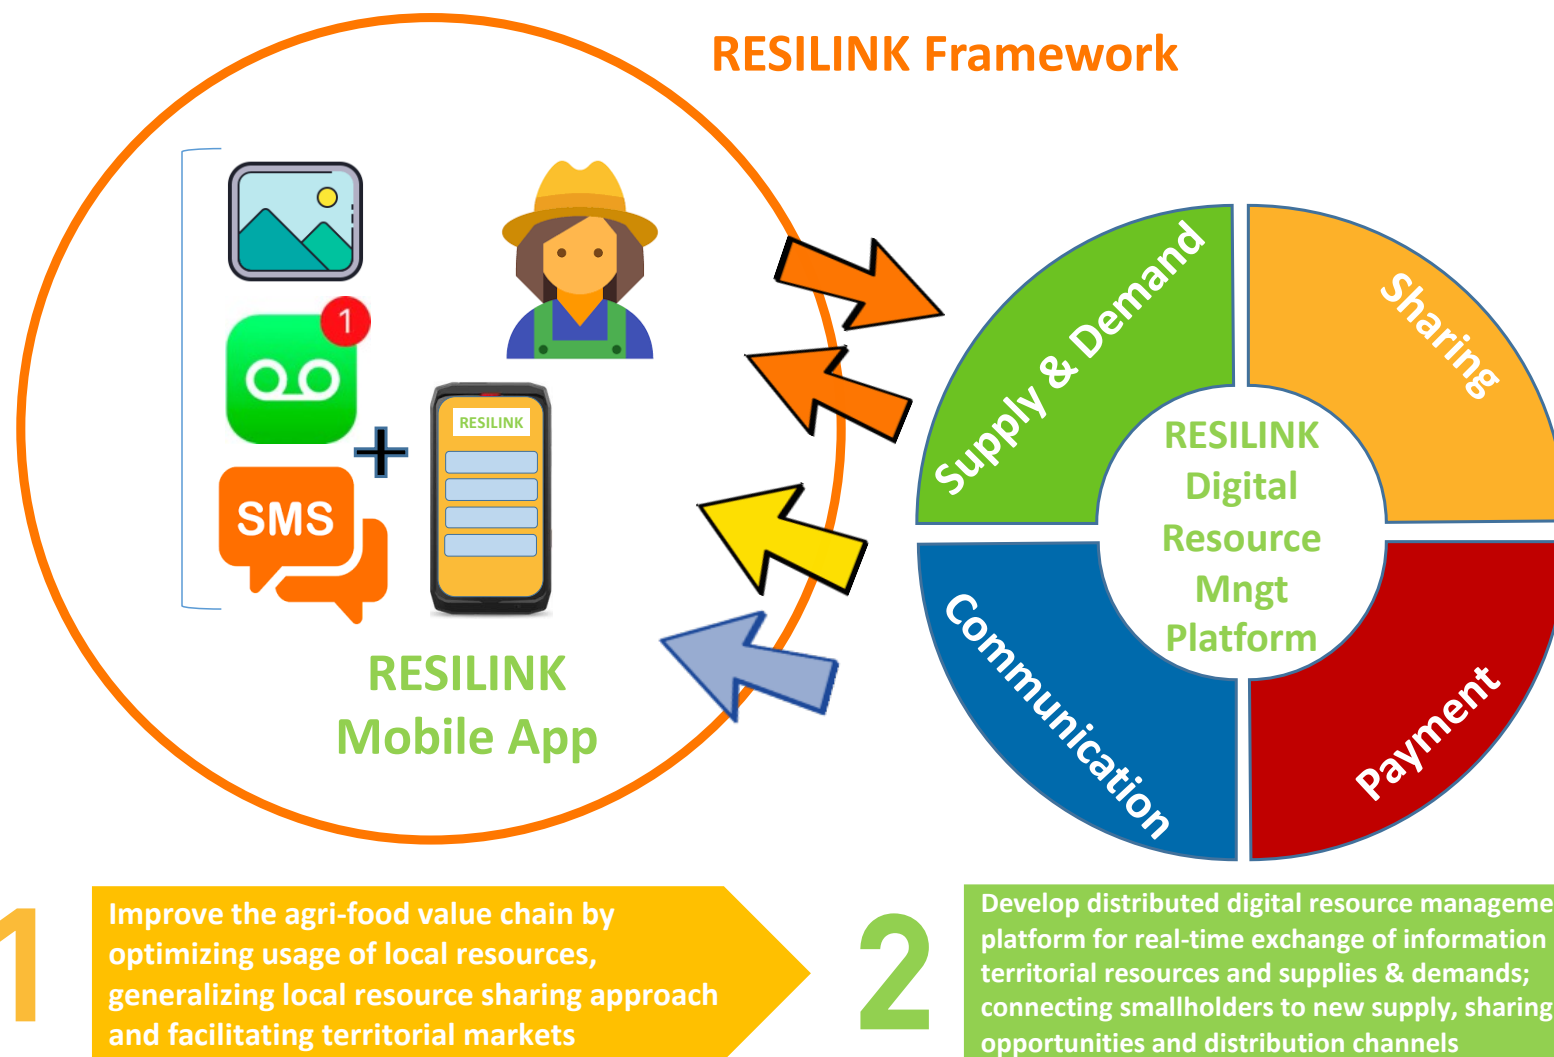 RESILINK Framework
1
SMS
RESILINK
RESILINK
Mobile App
Supply & Demand
Sharing
Communication
Payment
RESILINK
Digital
Resource
Mngt
Platform
1
Improve the agri-food value chain by
optimizing usage of local resources,
generalizing local resource sharing approach
and facilitating territorial markets
2
Develop distributed digital resource manageme
platform for real-time exchange of information
territorial resources and supplies & demands;
connecting smallholders to new supply, sharing
opportunities and distribution channels